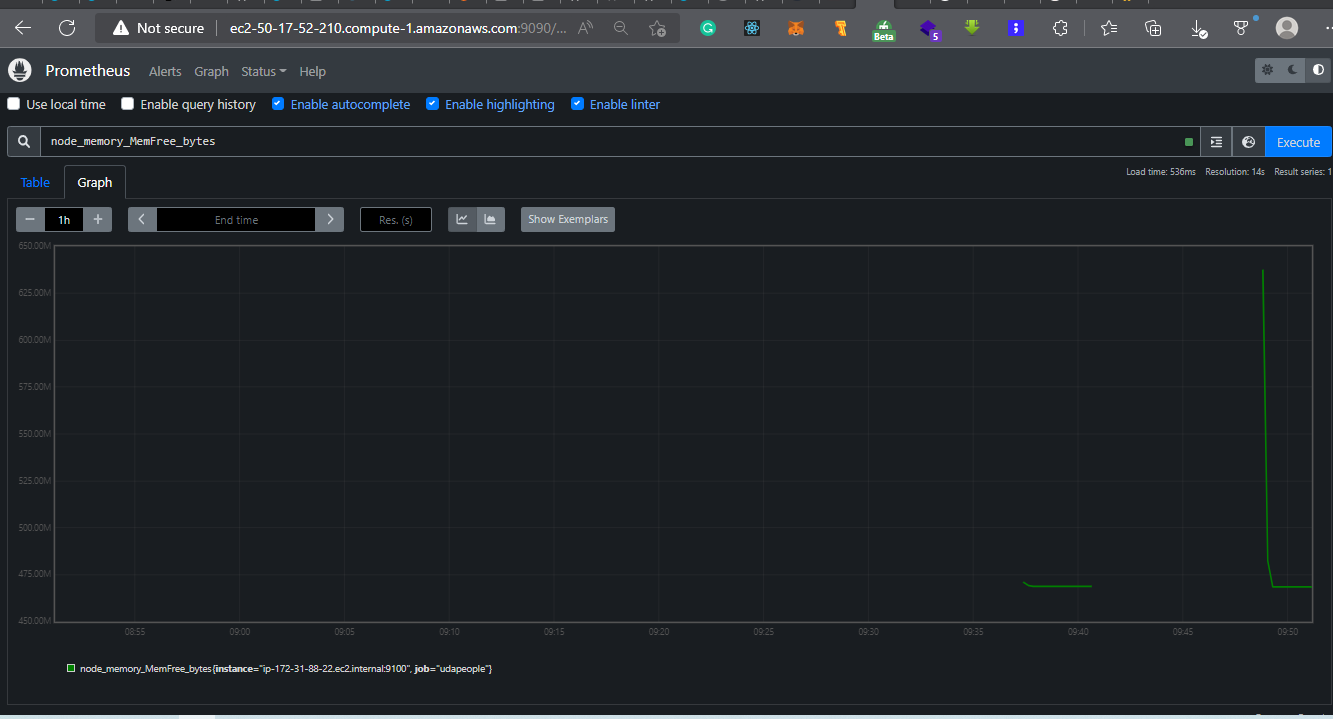 Not secure ec2-50-17-52-210.compute-1.amazonaws.com:9090/... A
Beta 5
Prometheus Alerts Graph Status Help
Use local time Enable query history Enable autocomplete Enable highlighting Enable linter
node_memory_MemFree_bytes Execute
Load time: 536ms Resolution: 14s Result series: 1
Table Graph
− 1h + End time Res. (s) Show Exemplars
650.00M
625.00M
600.00M
575.00M
550.00M
525.00M
500.00M
475.00M
450.00M
08:55 09:00 09:05 09:10 09:15 09:20 09:25 09:30 09:35 09:40 09:45 09:50
node_memory_MemFree_bytes{instance="ip-172-31-88-22.ec2.internal:9100", job="udapeople"}